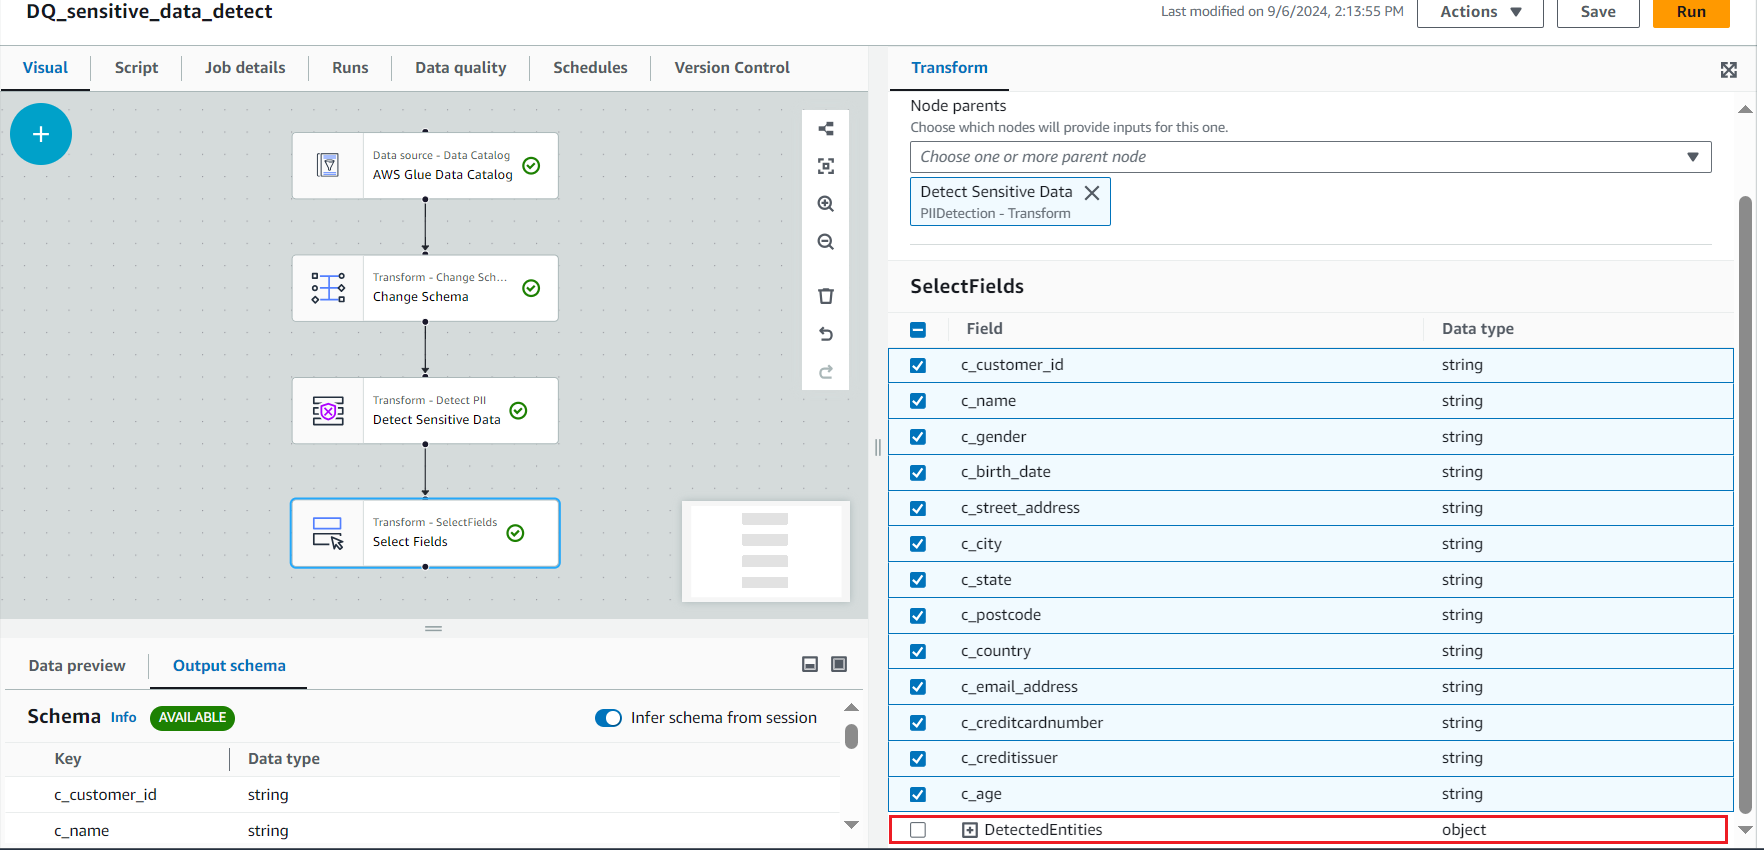 DQ_sensitive_data_detect
Last modified on 9/6/2024, 2:13:55 PM
Actions
Save
Run
Visual
Script
Job details
Runs
Data quality
Schedules
Version Control
Data source - Data Catalog
AWS Glue Data Catalog
Transform - Change Sch...
Change Schema
Transform - Detect PII
Detect Sensitive Data
Transform - SelectFields
Select Fields
Data preview
Output schema
Schema Info AVAILABLE
Infer schema from session
Key Data type
c_customer_id string
c_name string
Transform
Node parents
Choose which nodes will provide inputs for this one.
Choose one or more parent node
Detect Sensitive Data
PIIDetection - Transform
SelectFields
Field Data type
c_customer_id string
c_name string
c_gender string
c_birth_date string
c_street_address string
c_city string
c_state string
c_postcode string
c_country string
c_email_address string
c_creditcardnumber string
c_creditissuer string
c_age string
DetectedEntities object